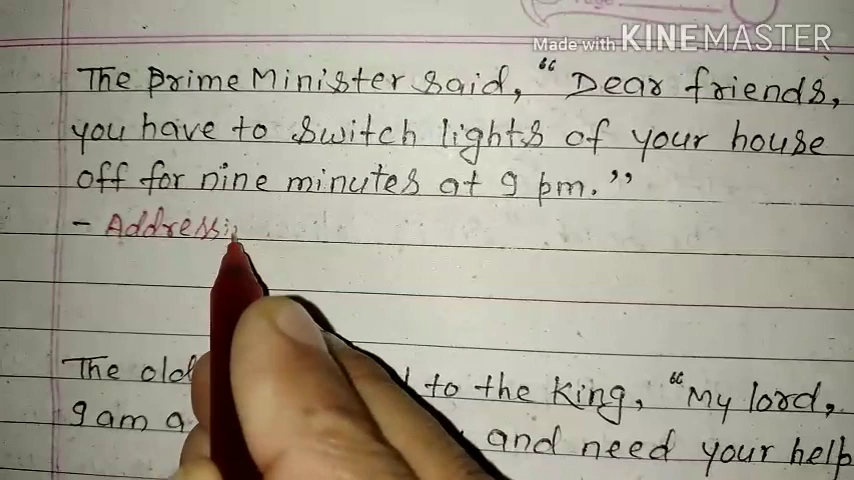 Made with KINEMASTER
The Prime Minister said, "Dear friends,
you have to switch lights of your house
off for nine minutes at 9 pm."
- Addressi
The old to the King, "My lord,
I am a and need your help